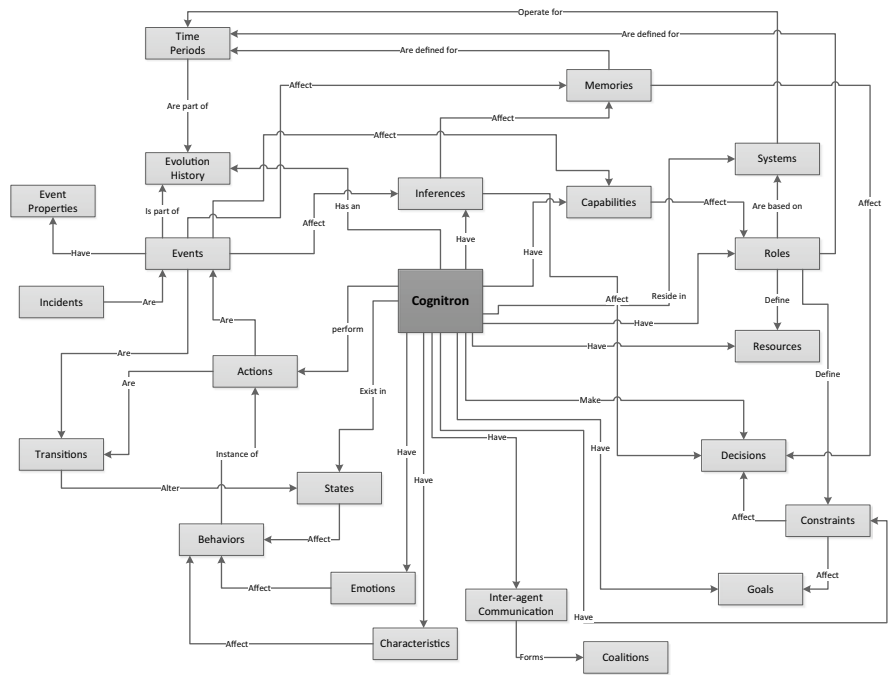 Operate for
Time
Periods
Are defined for
Are defined for
Affect
Memories
Are part of
Affect
Affect
Evolution
History
Systems
Event
Properties
Inferences
Capabilities
Is part of
Has an
Affect
Affect
Are based on
Affect
Have
Events
Have
Have
Roles
Incidents
Are
Cognitron
Affect
Reside in
Define
Are
perform
Have
Have
Resources
Are
Actions
Define
Are
Exist in
Make
Transitions
Instance of
Have
Have
Have
Decisions
Have
Alter
States
Affect
Constraints
Behaviors
Affect
Affect
Affect
Emotions
Inter-agent
Communication
Goals
Have
Affect
Characteristics
Forms
Coalitions